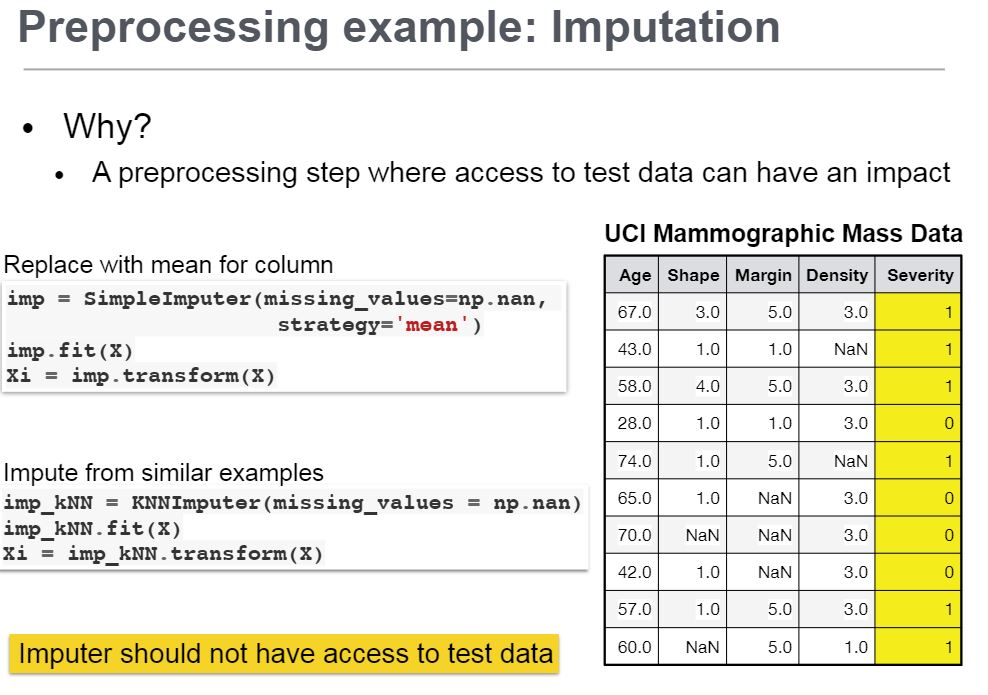 Preprocessing example: Imputation
• Why?
• A preprocessing step where access to test data can have an impact
Replace with mean for column
imp = SimpleImputer(missing_values=np.nan,
strategy='mean')
imp.fit(X)
Xi = imp.transform(X)
Impute from similar examples
imp_kNN = KNNImputer(missing_values = np.nan)
imp_kNN.fit(X)
Xi = imp_kNN.transform(X)
Imputer should not have access to test data
UCI Mammographic Mass Data
Age Shape Margin Density Severity
67.0 3.0 5.0 3.0 1
43.0 1.0 1.0 NaN 1
58.0 4.0 5.0 3.0 1
28.0 1.0 1.0 3.0 0
74.0 1.0 5.0 NaN 1
65.0 1.0 NaN 3.0 0
70.0 NaN NaN 3.0 0
42.0 1.0 NaN 3.0 0
57.0 1.0 5.0 3.0 1
60.0 NaN 5.0 1.0 1